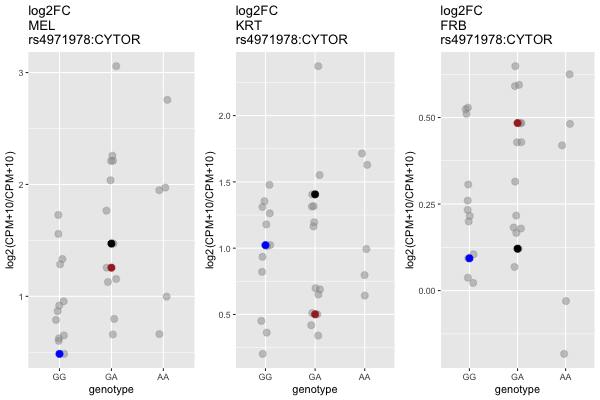 log2FC
MEL
rs4971978:CYTOR
log2(CPM+10/CPM+10)
3
2
1
GG
GA
AA
genotype
log2FC
KRT
rs4971978:CYTOR
log2(CPM+10/CPM+10)
2.0
1.5
1.0
0.5
GG
GA
AA
genotype
log2FC
FRB
rs4971978:CYTOR
log2(CPM+10/CPM+10)
0.50
0.25
0.00
GG
GA
AA
genotype